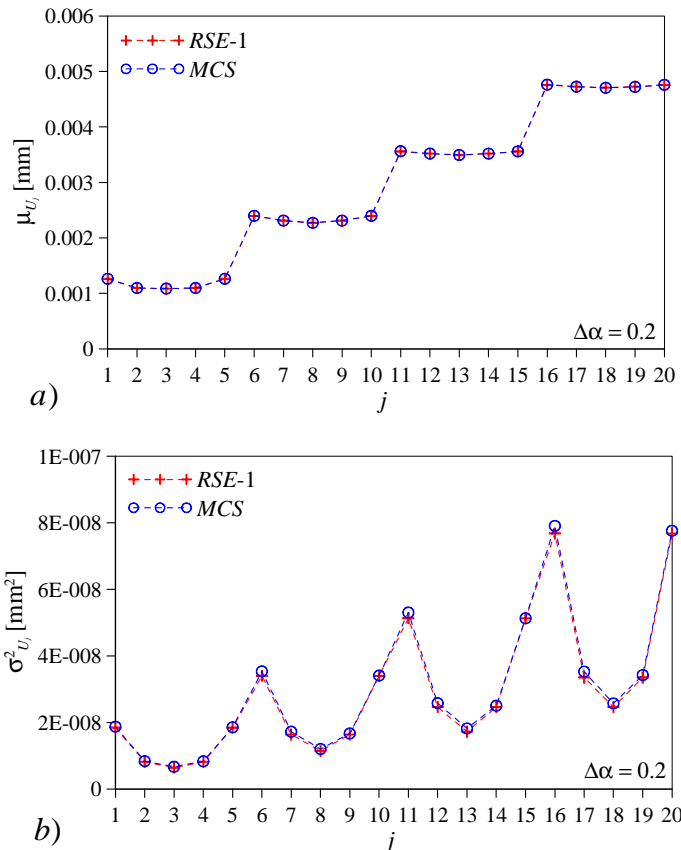 0.006
RSE-1
MCS
0.005
0.004
μUj [mm]
0.003
0.002
0.001
0
Δα = 0.2
1 2 3 4 5 6 7 8 9 10 11 12 13 14 15 16 17 18 19 20
a)
j
1E-007
RSE-1
MCS
8E-008
6E-008
σ²Uj [mm²]
4E-008
2E-008
0
Δα = 0.2
1 2 3 4 5 6 7 8 9 10 11 12 13 14 15 16 17 18 19 20
b)
j